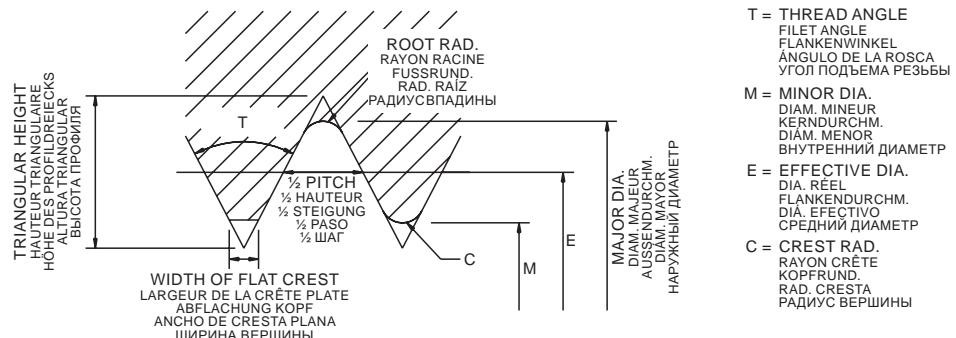 ROOT RAD.
RAYON RACINE
FUSSRUND.
RAD. RAÍZ
РАДИУСВПАДИНЫ
TRIANGULAR HEIGHT
HAUTEUR TRIANGULAIRE
HÖHE DES PROFILDREIECKS
ALTURA TRIANGULAR
ВЫСОТА ПРОФИЛЯ
T
½ PITCH
½ HAUTEUR
½ STEIGUNG
½ PASO
½ ШАГ
C
M
E
MAJOR DIA.
DIAM. MAJEUR
AUSSENDURCHM.
DIÁM. MAYOR
НАРУЖНЫЙ ДИАМЕТР
WIDTH OF FLAT CREST
LARGEUR DE LA CRÊTE PLATE
ABFLACHUNG KOPF
ANCHO DE CRESTA PLANA
ШИРИНА ВЕРШИНЫ
T = THREAD ANGLE
FILET ANGLE
FLANKENWINKEL
ÁNGULO DE LA ROSCA
УГОЛ ПОДЪЕМА РЕЗЬБЫ
M = MINOR DIA.
DIAM. MINEUR
KERNDURCHM.
DIÁM. MENOR
ВНУТРЕННИЙ ДИАМЕТР
E = EFFECTIVE DIA.
DIA. RÉEL
FLANKENDURCHM.
DIÁ. EFECTIVO
СРЕДНИЙ ДИАМЕТР
C = CREST RAD.
RAYON CRÊTE
KOPFRUND.
RAD. CRESTA
РАДИУС ВЕРШИНЫ